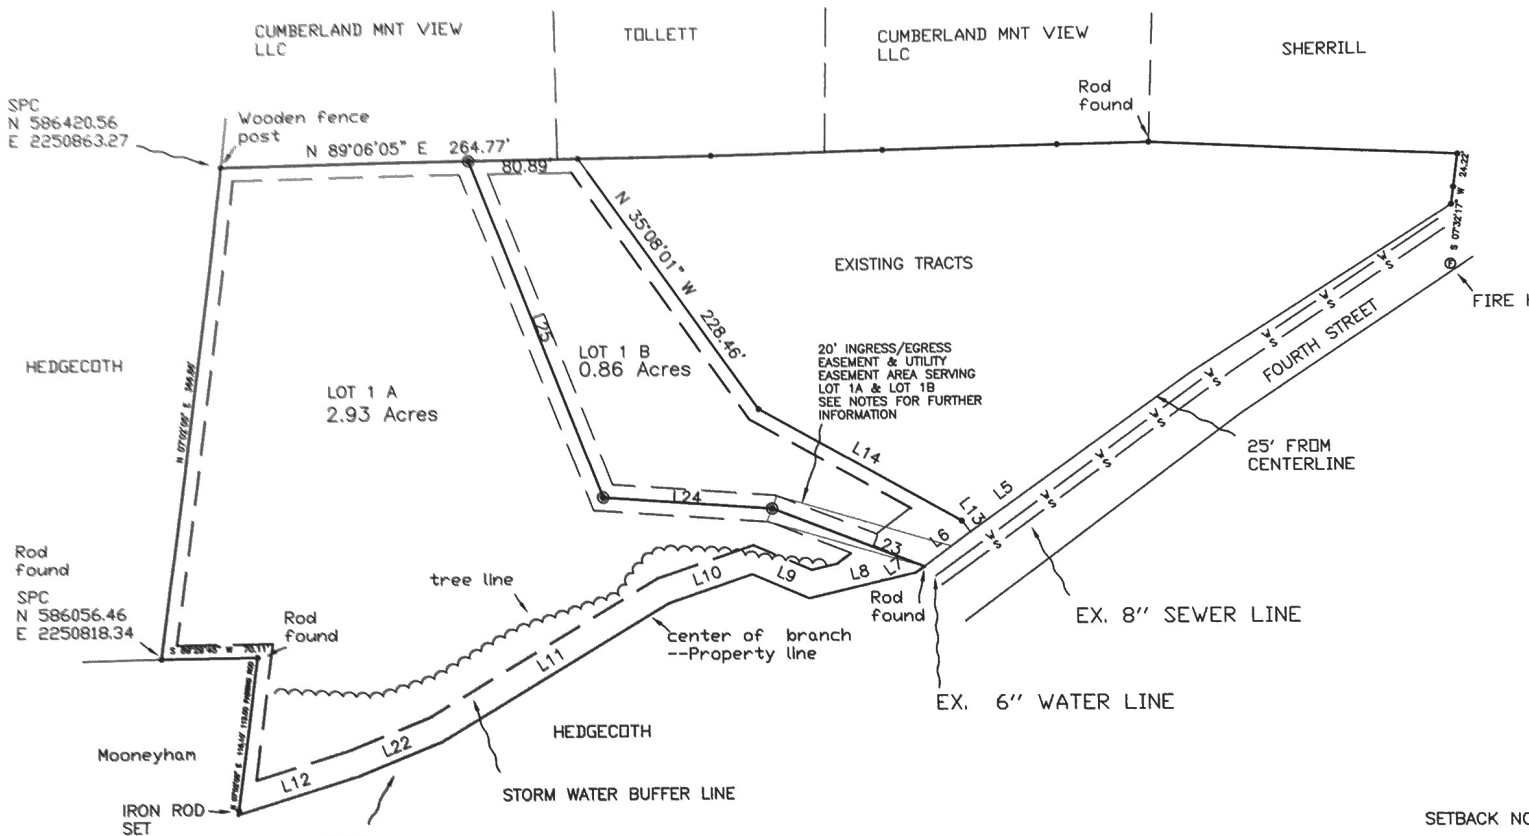 CUMBERLAND MNT VIEW
LLC
TOLLETT
CUMBERLAND MNT VIEW
LLC
SHERRILL
SPC
N 586420.56
E 2250863.27
Wooden fence
post
Rod
found
N 89°06'05" E 264.77'
80.89'
24.22'
S 07°32'17" W
N 35°08'01" W 228.46'
EXISTING TRACTS
FIRE
FOURTH STREET
HEDGECOTH
L25
LOT 1 B
0.86 Acres
20' INGRESS/EGRESS
EASEMENT & UTILITY
EASEMENT AREA SERVING
LOT 1A & LOT 1B
SEE NOTES FOR FURTHER
INFORMATION
LOT 1 A
2.93 Acres
25' FROM
CENTERLINE
L14
L24
L13
L5
L6
23
L7
L8
L9
L10
Rod
found
SPC
N 586056.46
E 2250818.34
tree line
Rod
found
Rod
found
EX. 8" SEWER LINE
center of branch
--Property line
L11
EX. 6" WATER LINE
HEDGECOTH
Mooneyham
L22
L12
STORM WATER BUFFER LINE
IRON ROD
SET
SETBACK